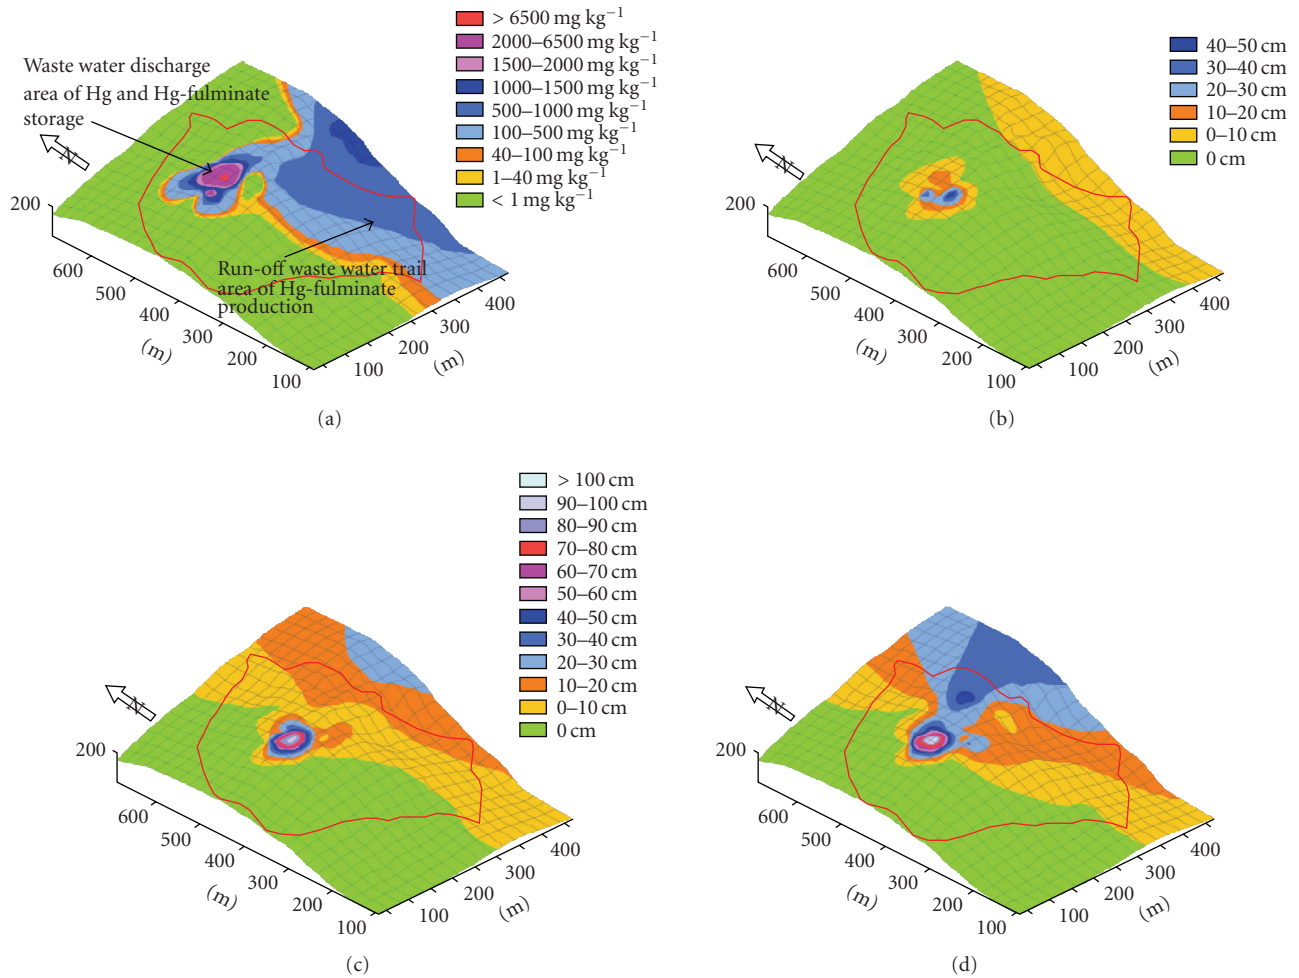 > 6500 mg kg⁻¹
2000–6500 mg kg⁻¹
1500–2000 mg kg⁻¹
1000–1500 mg kg⁻¹
500–1000 mg kg⁻¹
100–500 mg kg⁻¹
40–100 mg kg⁻¹
1–40 mg kg⁻¹
< 1 mg kg⁻¹
Waste water discharge
area of Hg and Hg-fulminate
storage
N
200
600
500
400
300
200
100
(m)
Run-off waste water trail
area of Hg-fulminate
production
100
200
300
400
(m)
(a)
40–50 cm
30–40 cm
20–30 cm
10–20 cm
0–10 cm
0 cm
N
200
600
500
400
300
200
100
(m)
100
200
300
400
(m)
(b)
> 100 cm
90–100 cm
80–90 cm
70–80 cm
60–70 cm
50–60 cm
40–50 cm
30–40 cm
20–30 cm
10–20 cm
0–10 cm
0 cm
N
200
600
500
400
300
200
100
(m)
100
200
300
400
(m)
(c)
N
200
600
500
400
300
200
100
(m)
100
200
300
400
(m)
(d)